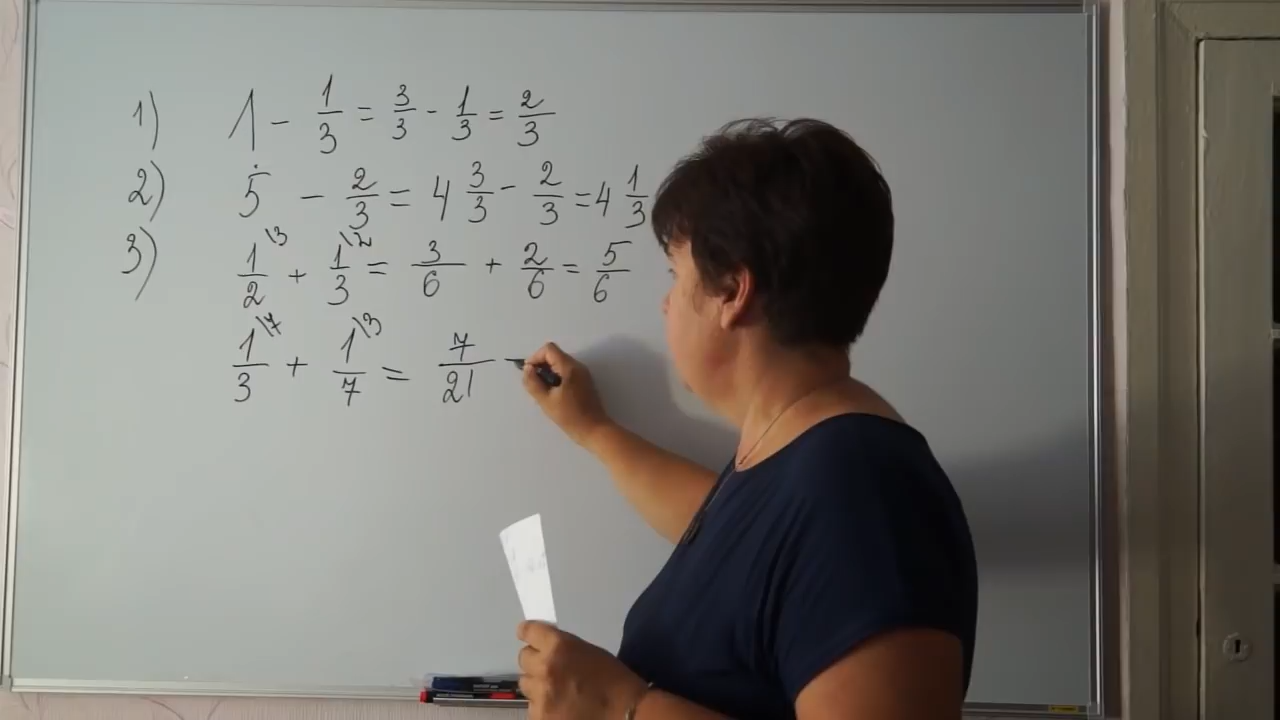 1) 1 - 1/3 = 3/3 - 1/3 = 2/3
2) 5 - 2/3 = 4 3/3 - 2/3 = 4 1/3
3) 1\3/2 + 1\2/3 = 3/6 + 2/6 = 5/6
1\7/3 + 1\3/7 = 7/21 -